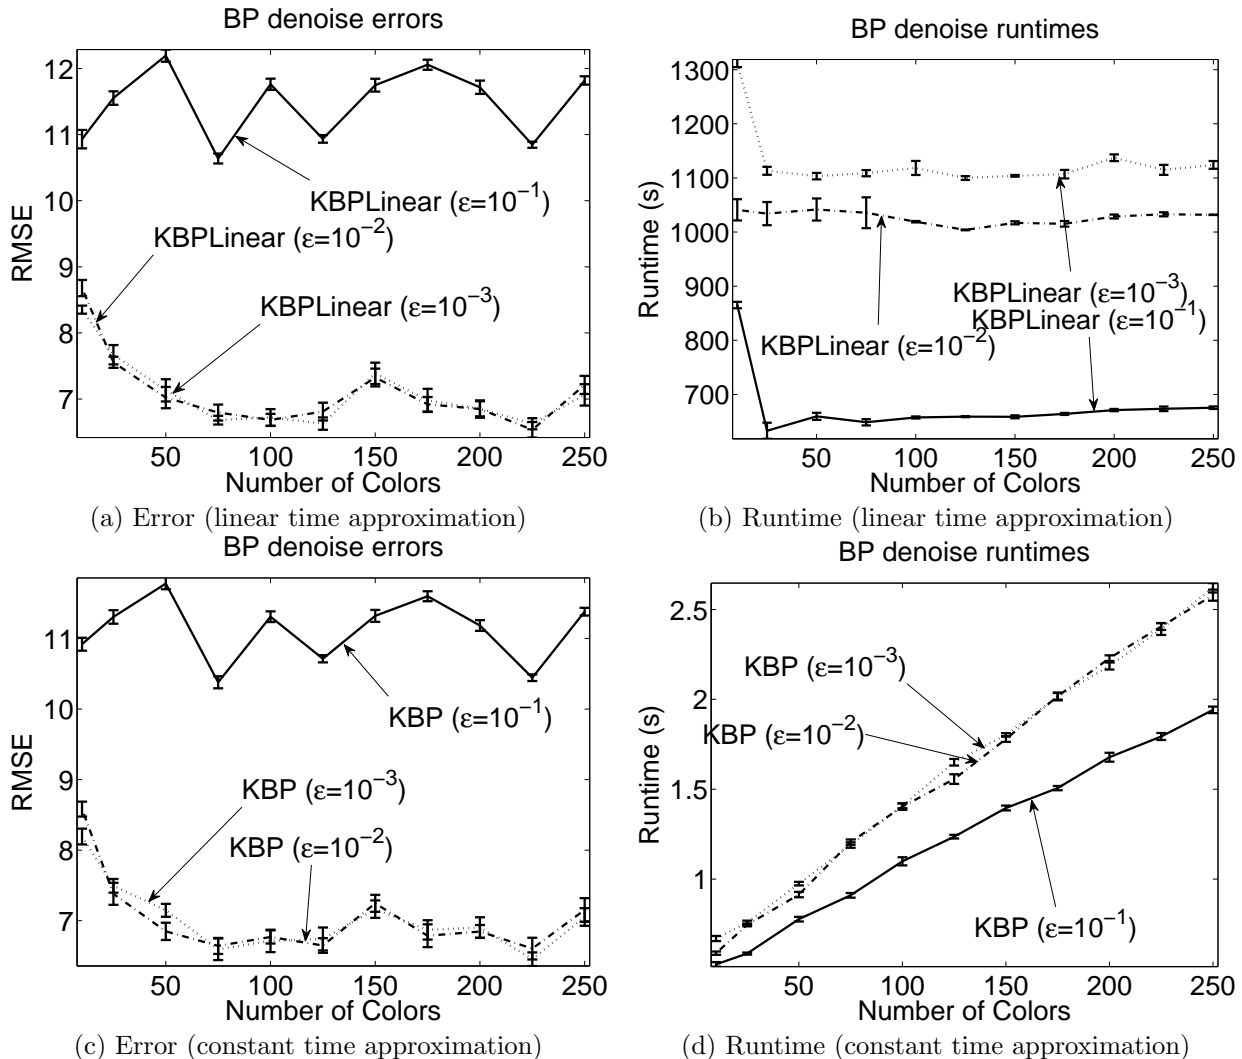 BP denoise errors
12
11
10
9
8
7
RMSE
KBPLinear (ε=10⁻¹)
KBPLinear (ε=10⁻²)
KBPLinear (ε=10⁻³)
50 100 150 200 250
Number of Colors
(a) Error (linear time approximation)
BP denoise runtimes
1300
1200
1100
1000
900
800
700
Runtime (s)
KBPLinear (ε=10⁻³)
KBPLinear (ε=10⁻¹)
KBPLinear (ε=10⁻²)
50 100 150 200 250
Number of Colors
(b) Runtime (linear time approximation)
BP denoise errors
11
10
9
8
7
RMSE
KBP (ε=10⁻¹)
KBP (ε=10⁻³)
KBP (ε=10⁻²)
50 100 150 200 250
Number of Colors
(c) Error (constant time approximation)
BP denoise runtimes
2.5
2
1.5
1
Runtime (s)
KBP (ε=10⁻³)
KBP (ε=10⁻²)
KBP (ε=10⁻¹)
50 100 150 200 250
Number of Colors
(d) Runtime (constant time approximation)